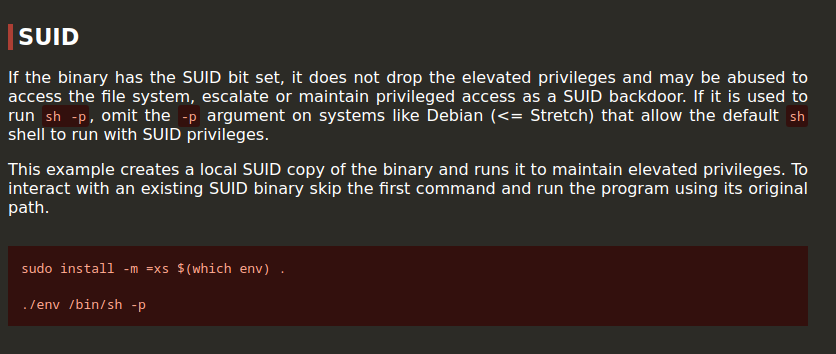 SUID
If the binary has the SUID bit set, it does not drop the elevated privileges and may be abused to
access the file system, escalate or maintain privileged access as a SUID backdoor. If it is used to
run sh -p, omit the -p argument on systems like Debian (<= Stretch) that allow the default sh
shell to run with SUID privileges.
This example creates a local SUID copy of the binary and runs it to maintain elevated privileges. To
interact with an existing SUID binary skip the first command and run the program using its original
path.
sudo install -m =xs $(which env) .
./env /bin/sh -p